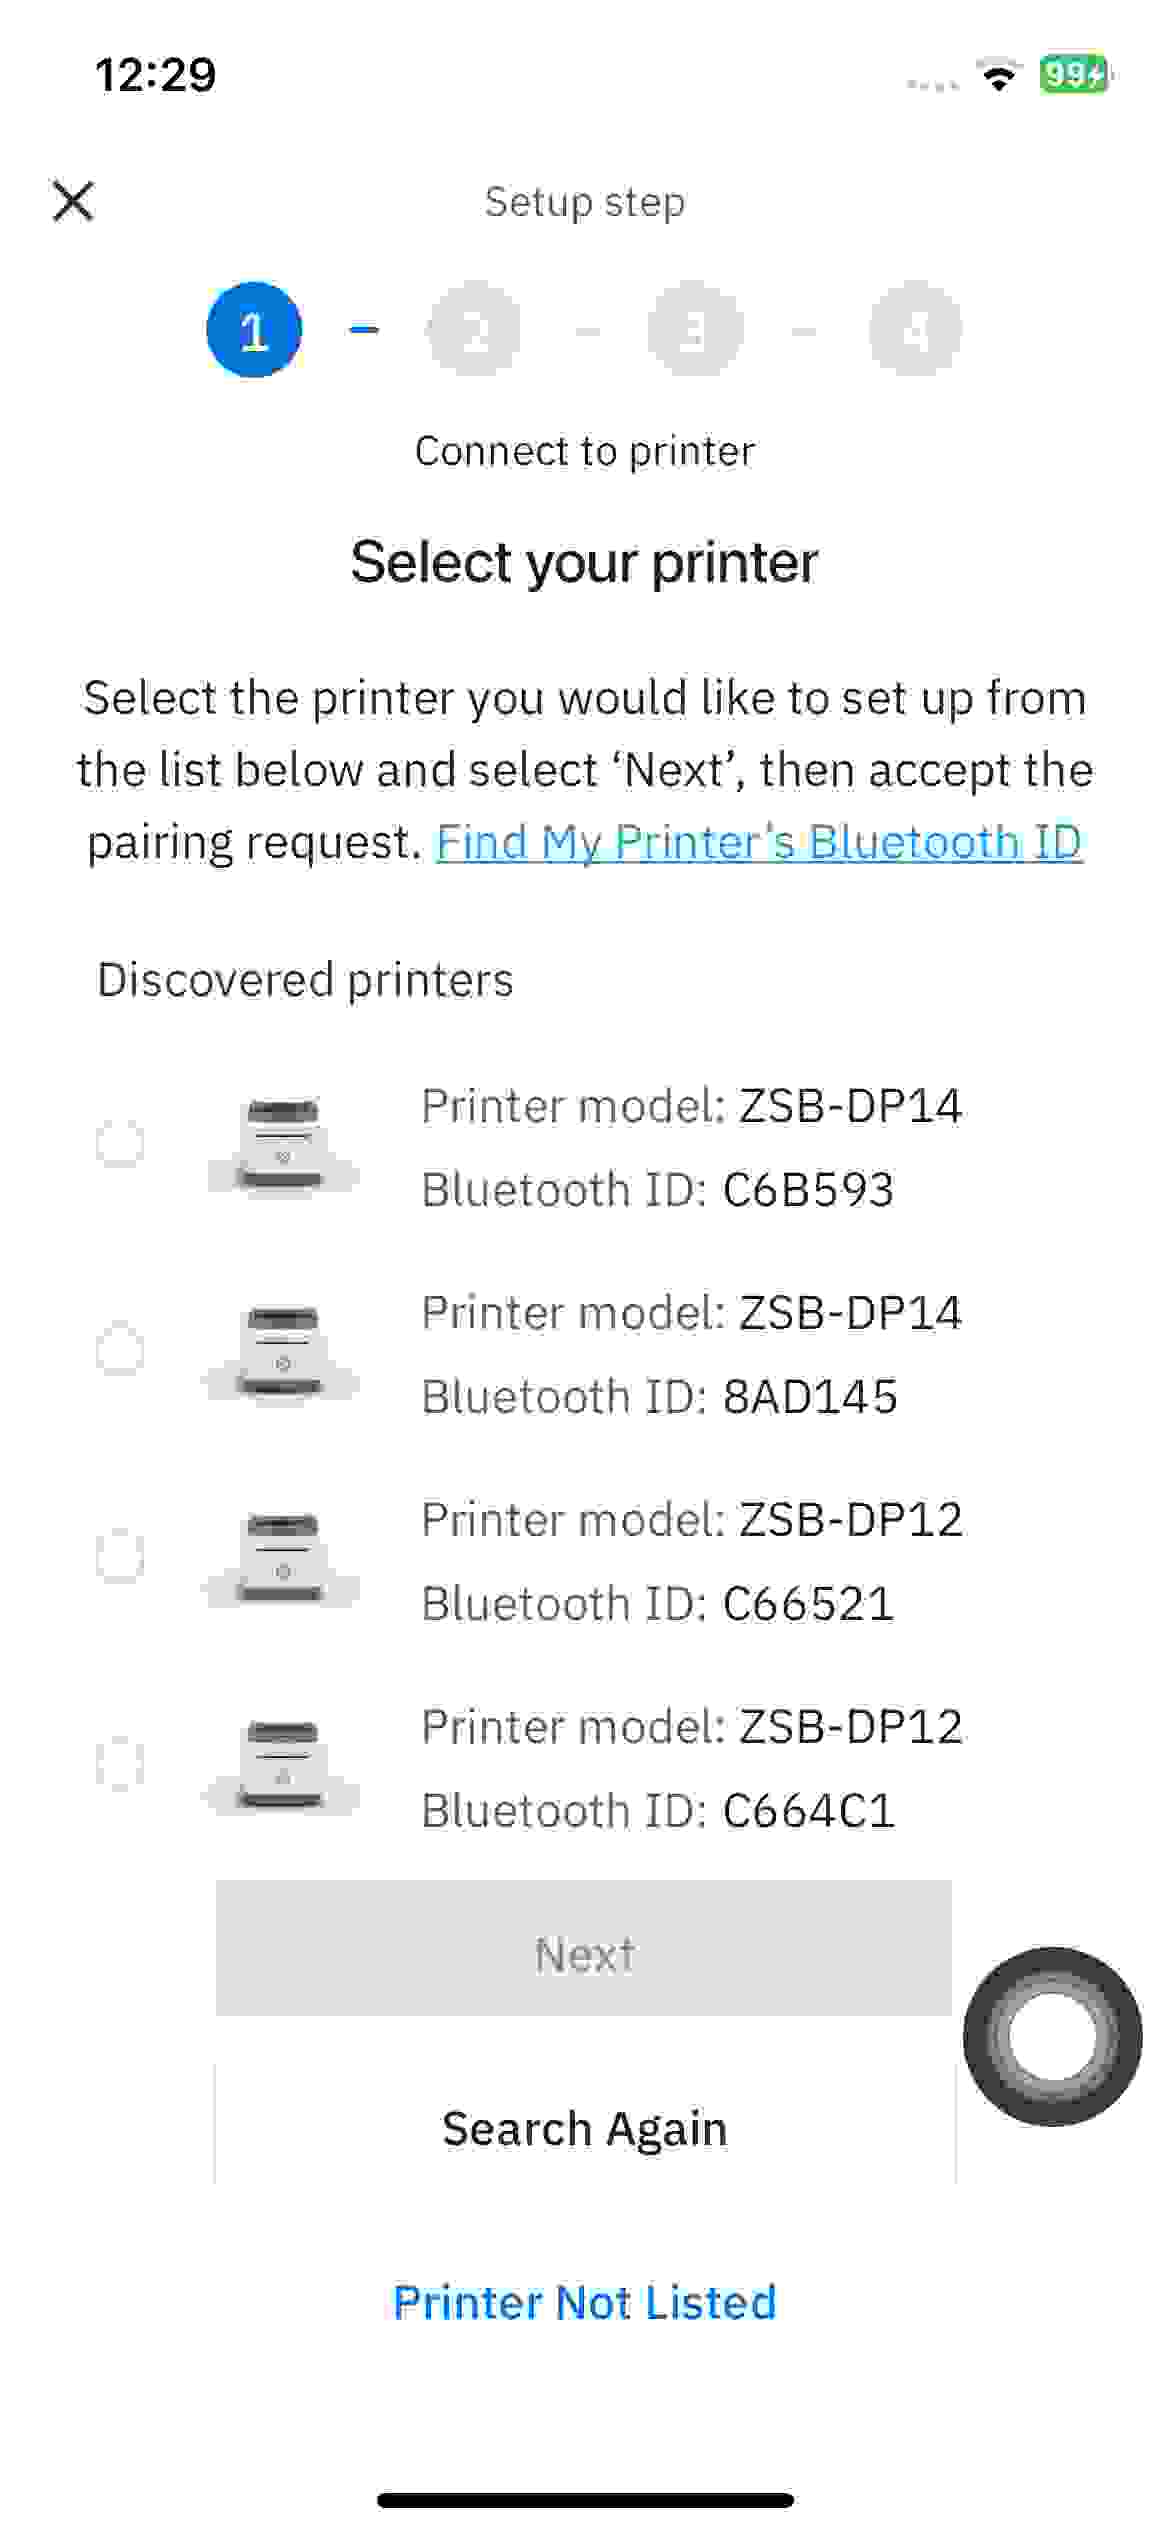 12:29
99
Setup step
1
2
3
4
Connect to printer
Select your printer
Select the printer you would like to set up from
the list below and select ‘Next’, then accept the
pairing request. Find My Printer's Bluetooth ID
Discovered printers
Printer model: ZSB-DP14
Bluetooth ID: C6B593
Printer model: ZSB-DP14
Bluetooth ID: 8AD145
Printer model: ZSB-DP12
Bluetooth ID: C66521
Printer model: ZSB-DP12
Bluetooth ID: C664C1
Next
Search Again
Printer Not Listed